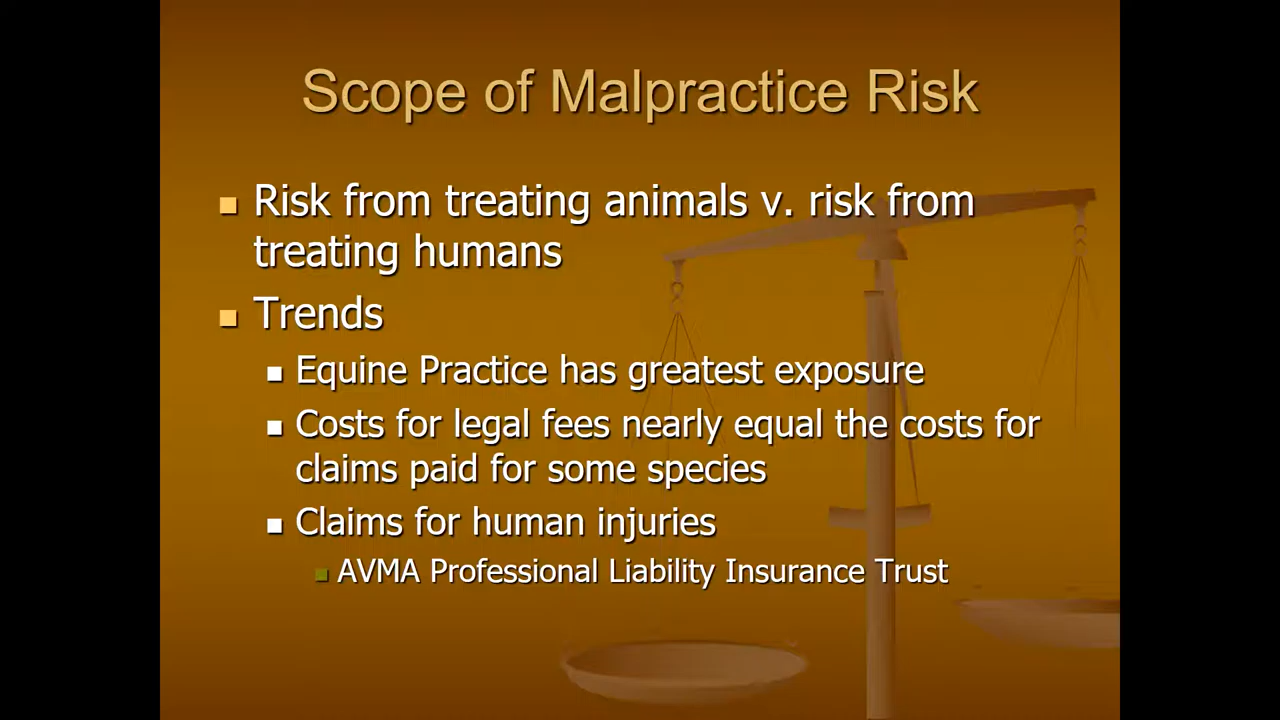 Scope of Malpractice Risk
Risk from treating animals v. risk from
treating humans
Trends
Equine Practice has greatest exposure
Costs for legal fees nearly equal the costs for
claims paid for some species
Claims for human injuries
AVMA Professional Liability Insurance Trust